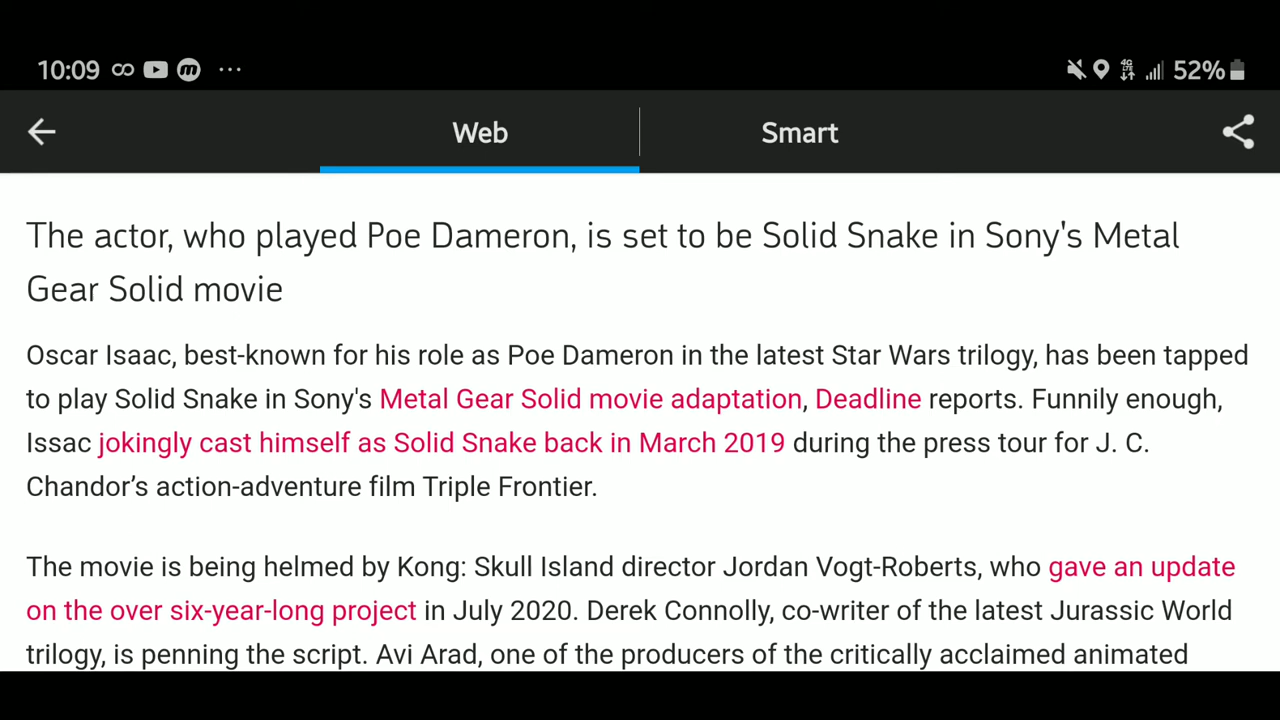 10:09 ... 4G LTE 52%
Web Smart
The actor, who played Poe Dameron, is set to be Solid Snake in Sony's Metal
Gear Solid movie
Oscar Isaac, best-known for his role as Poe Dameron in the latest Star Wars trilogy, has been tapped
to play Solid Snake in Sony's Metal Gear Solid movie adaptation, Deadline reports. Funnily enough,
Issac jokingly cast himself as Solid Snake back in March 2019 during the press tour for J. C.
Chandor’s action-adventure film Triple Frontier.
The movie is being helmed by Kong: Skull Island director Jordan Vogt-Roberts, who gave an update
on the over six-year-long project in July 2020. Derek Connolly, co-writer of the latest Jurassic World
trilogy, is penning the script. Avi Arad, one of the producers of the critically acclaimed animated